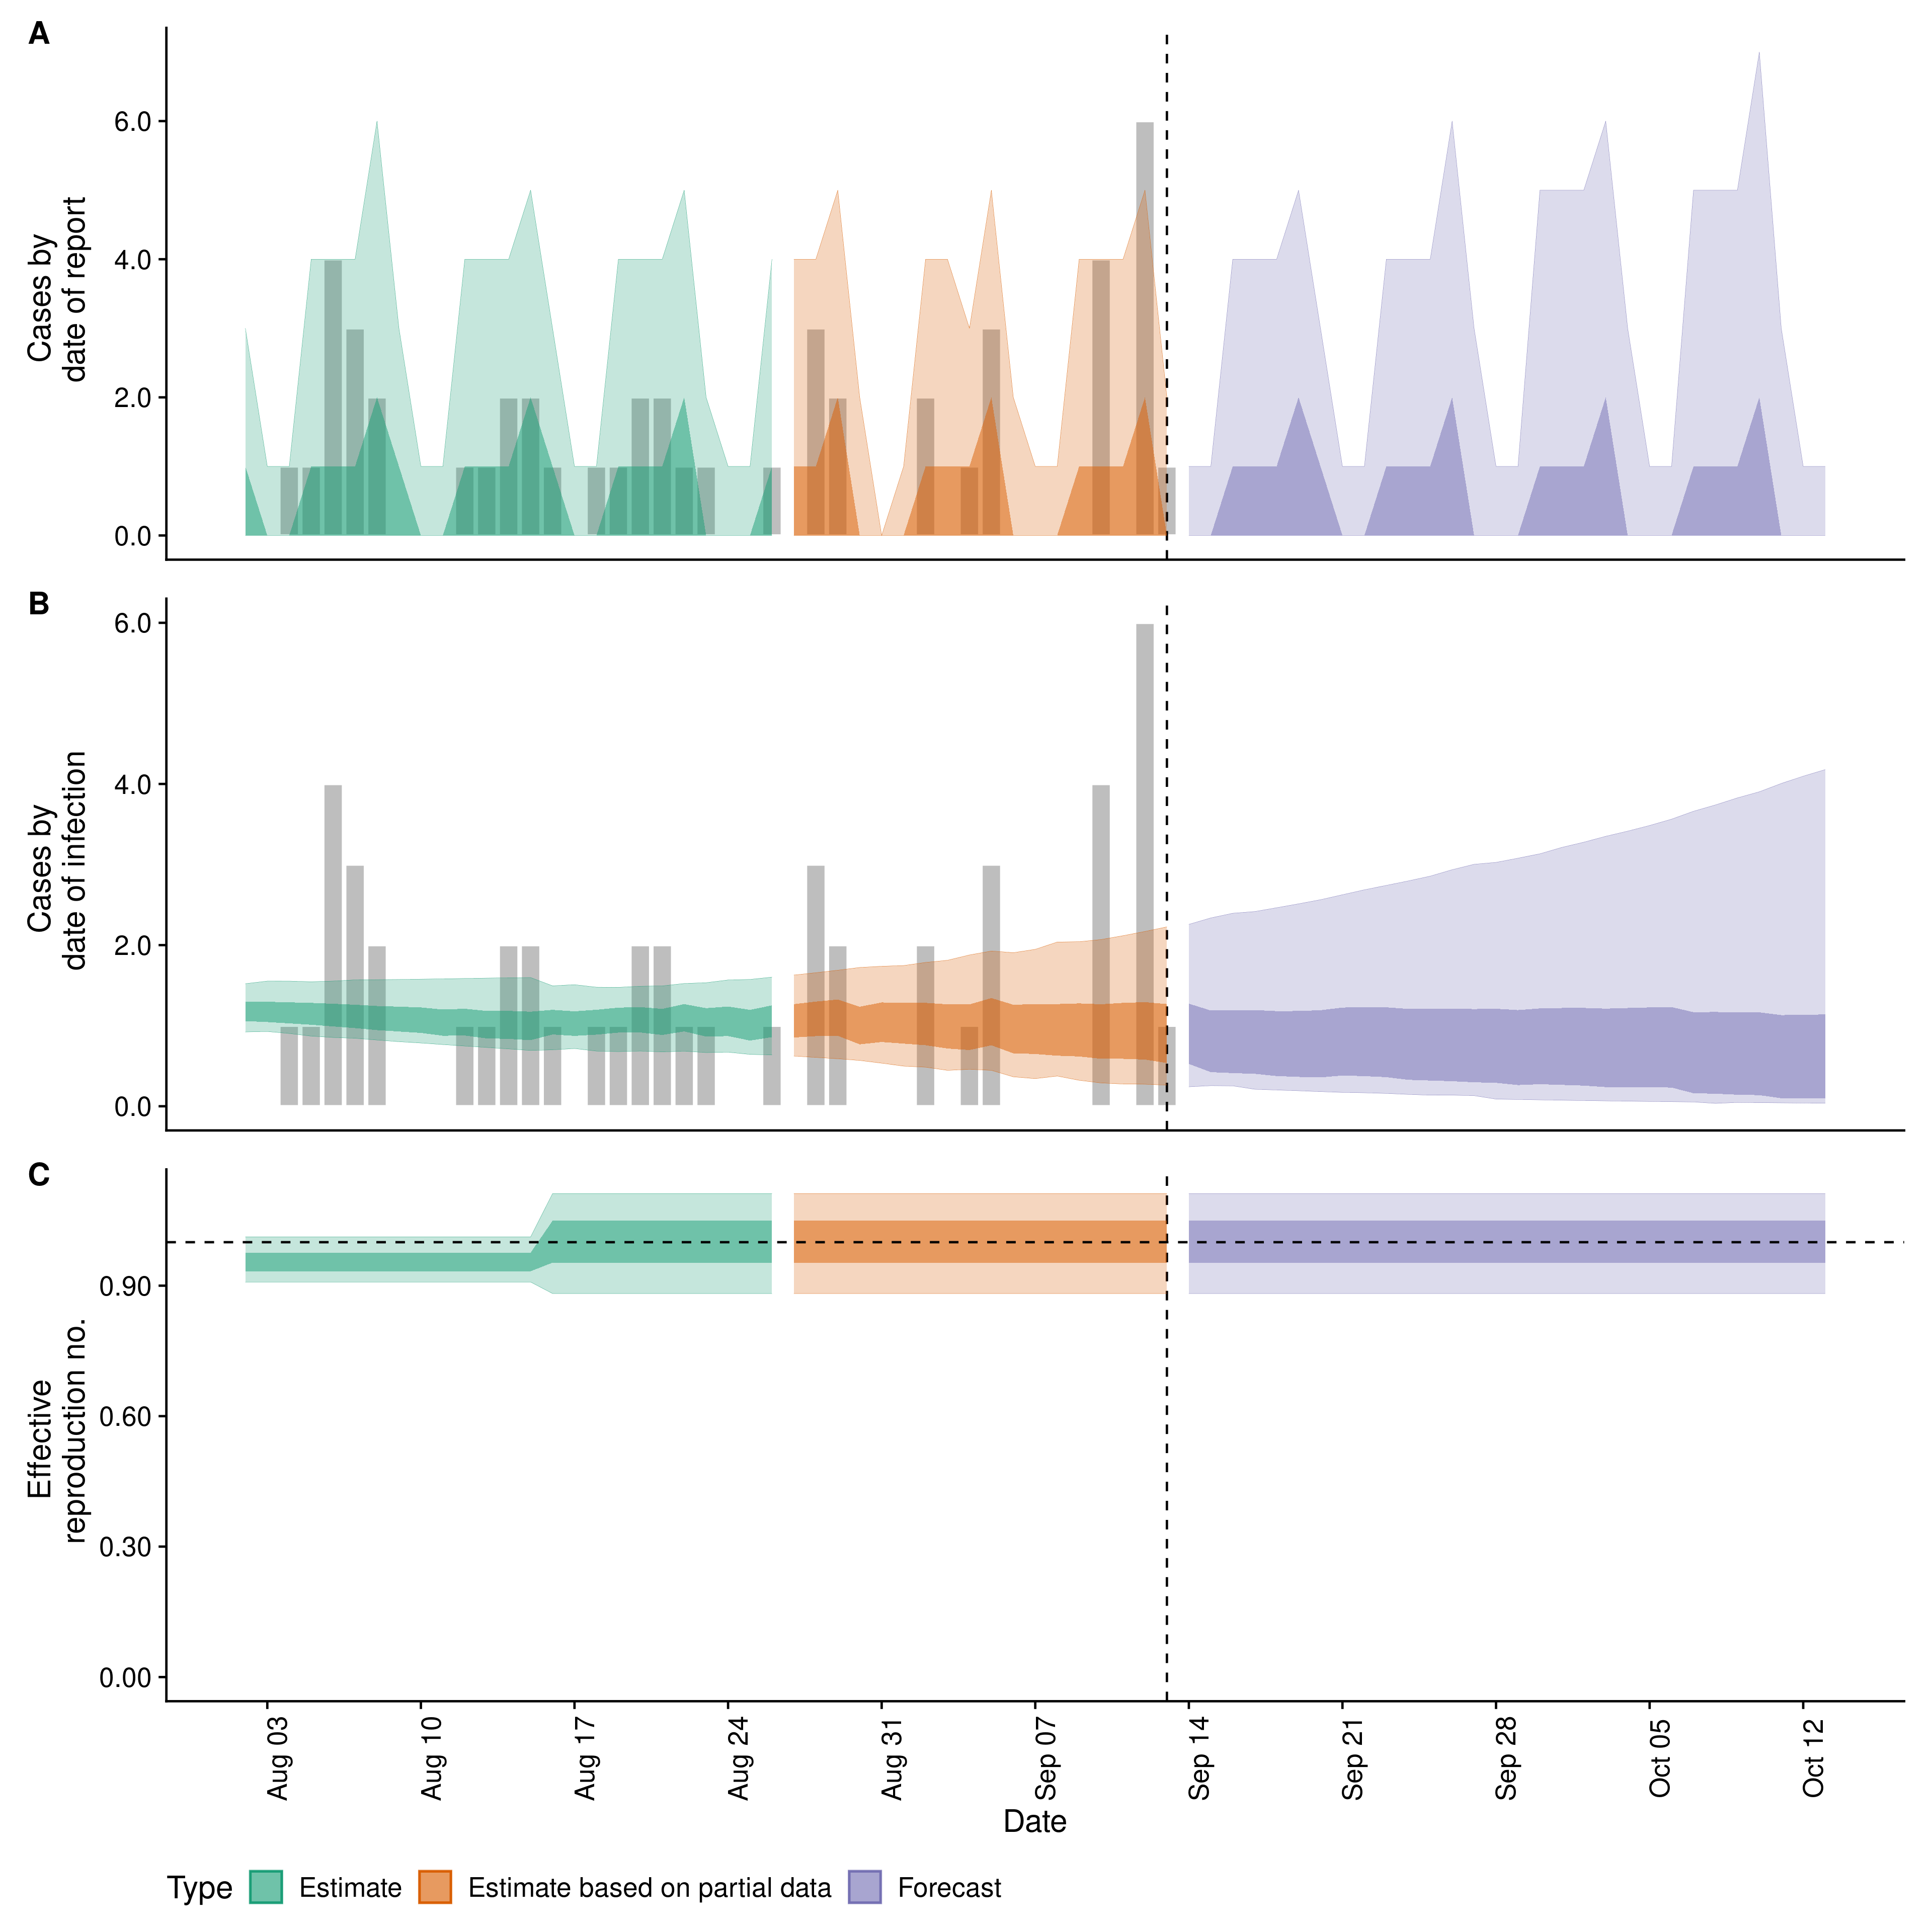 A
Cases by
date of report
6.0
4.0
2.0
0.0
B
Cases by
date of infection
6.0
4.0
2.0
0.0
C
Effective
reproduction no.
0.90
0.60
0.30
0.00
Aug 03
Aug 10
Aug 17
Aug 24
Aug 31
Sep 07
Sep 14
Sep 21
Sep 28
Oct 05
Oct 12
Date
Type Estimate Estimate based on partial data Forecast